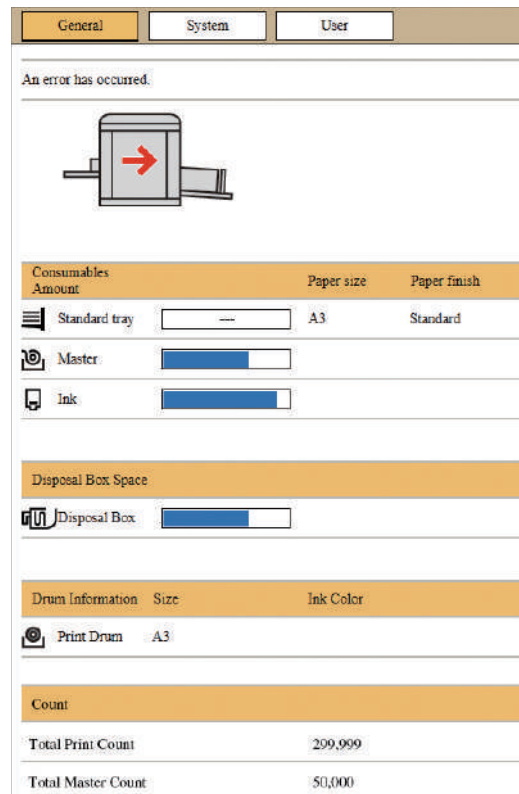 General System User
An error has occurred.
Consumables
Amount Paper size Paper finish
Standard tray --- A3 Standard
Master
Ink
Disposal Box Space
Disposal Box
Drum Information Size Ink Color
Print Drum A3
Count
Total Print Count 299,999
Total Master Count 50,000